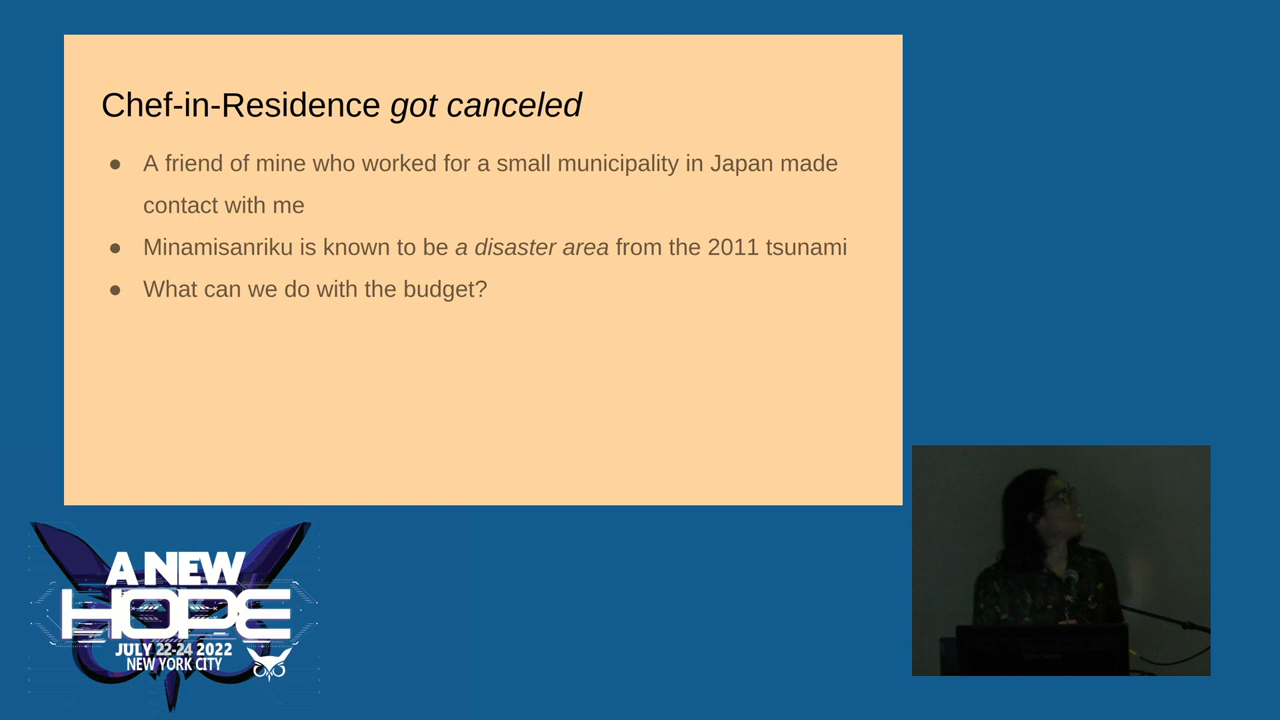 Chef-in-Residence got canceled
● A friend of mine who worked for a small municipality in Japan made
contact with me
● Minamisanriku is known to be a disaster area from the 2011 tsunami
● What can we do with the budget?
A NEW
HOPE
JULY 22-24 2022
NEW YORK CITY